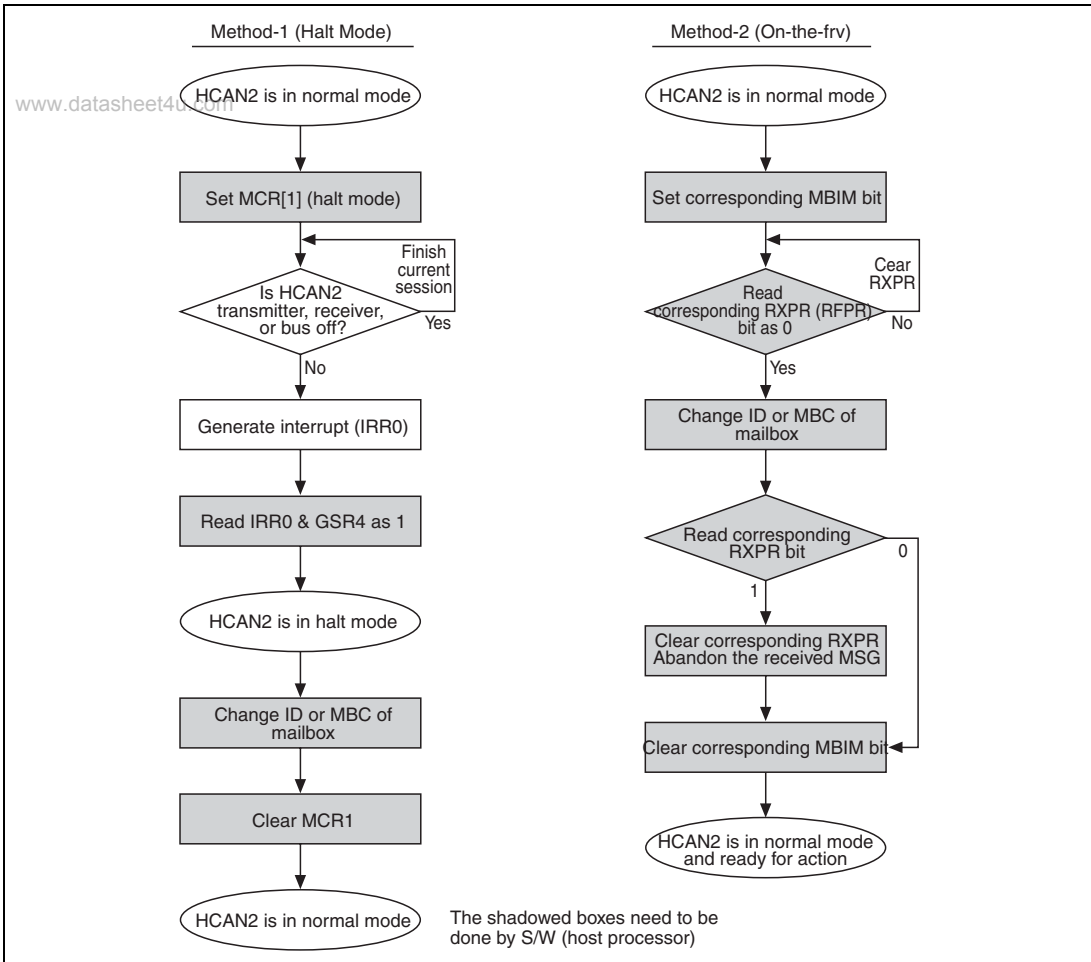 Method-1 (Halt Mode)
HCAN2 is in normal mode
www.datasheet4u.com
Set MCR[1] (halt mode)
Finish
current
session
Is HCAN2
transmitter, receiver,
or bus off?
Yes
No
Generate interrupt (IRR0)
Read IRR0 & GSR4 as 1
HCAN2 is in halt mode
Change ID or MBC of
mailbox
Clear MCR1
HCAN2 is in normal mode
Method-2 (On-the-frv)
HCAN2 is in normal mode
Set corresponding MBIM bit
Cear
RXPR
Read
corresponding RXPR (RFPR)
bit as 0
No
Yes
Change ID or MBC of
mailbox
Read corresponding
RXPR bit
0
1
Clear corresponding RXPR
Abandon the received MSG
Clear corresponding MBIM bit
HCAN2 is in normal mode
and ready for action
The shadowed boxes need to be
done by S/W (host processor)